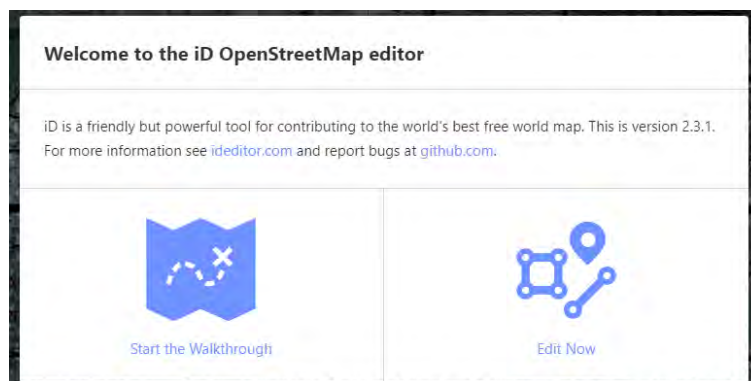 Welcome to the iD OpenStreetMap editor
iD is a friendly but powerful tool for contributing to the world's best free world map. This is version 2.3.1.
For more information see ideditor.com and report bugs at github.com.
Start the Walkthrough
Edit Now